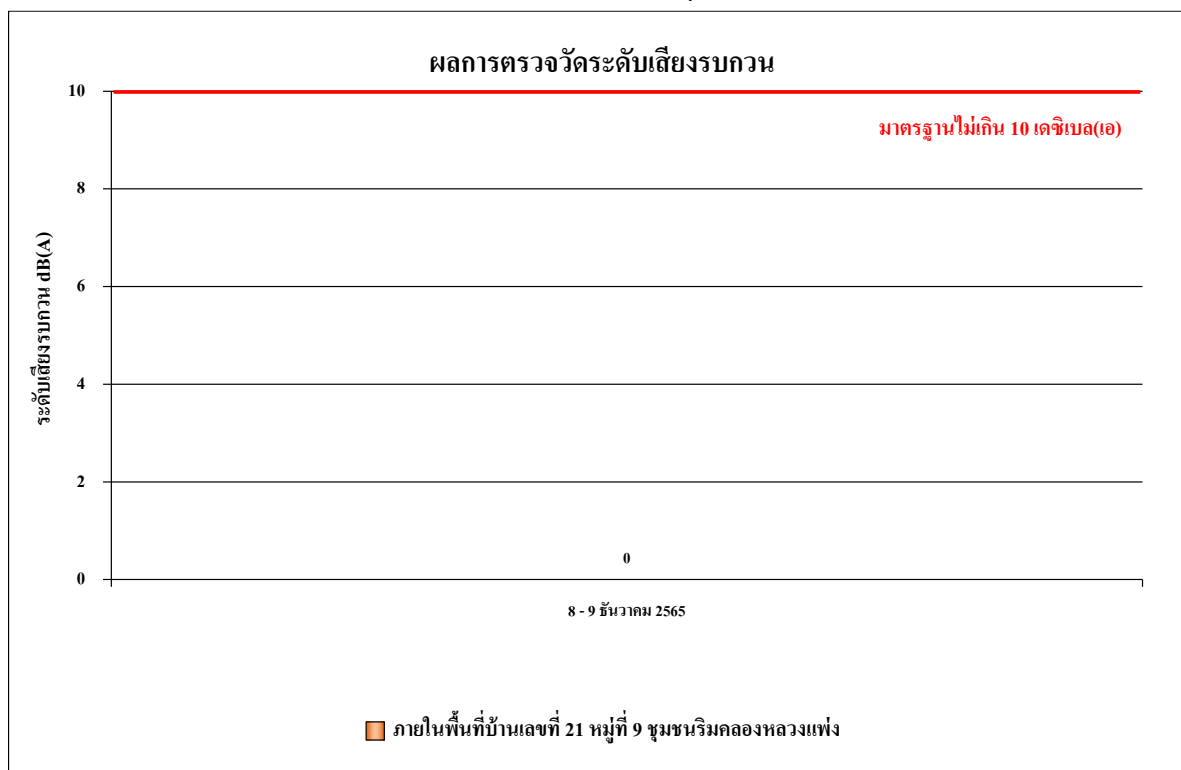 ผลการตรวจวัดระดับเสียงรบกวน
10
มาตรฐานไม่เกิน 10 เดซิเบล(เอ)
8
6
4
2
0
ระดับเสียงรบกวน dB(A)
0
8 - 9 ธันวาคม 2565
ภายในพื้นที่บ้านเลขที่ 21 หมู่ที่ 9 ชุมชนริมคลองหลวงแพ่ง